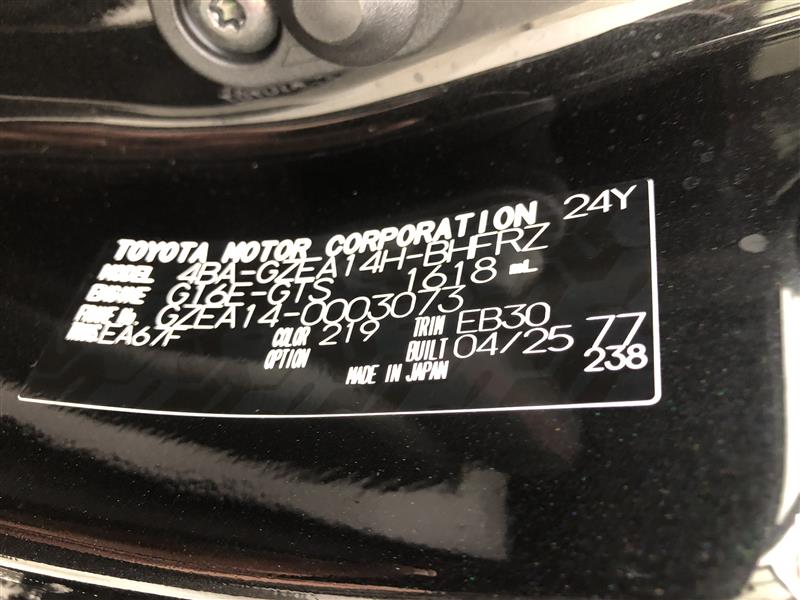 TOYOTA MOTOR CORPORATION 24Y
MODEL 4BA-GZEA14H-BHFRZ
ENGINE G16E-GTS 1618 mL
FRAME No. GZEA14-0003073
EA67F COLOR 219 TRIM EB30 77
OPTION BUILT 04/25 238
MADE IN JAPAN